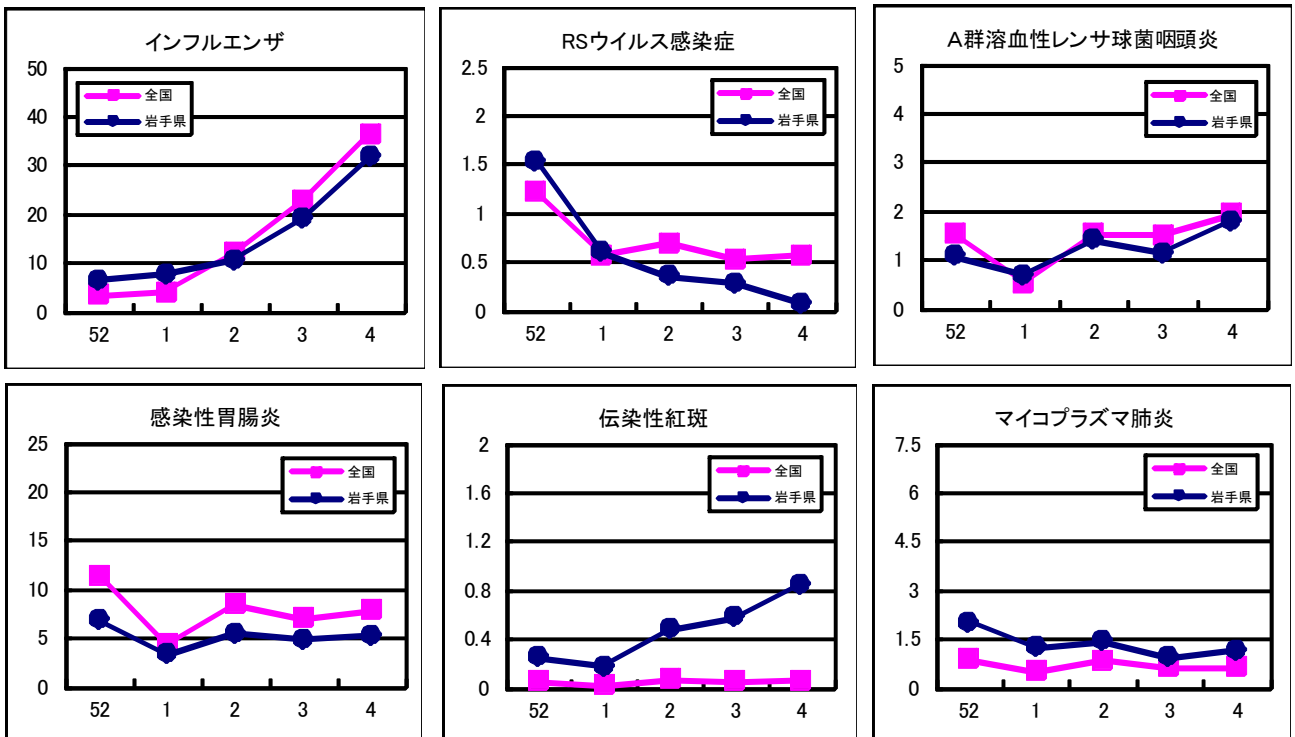 インフルエンザ
50
40
30
20
10
0
全国
岩手県
52 1 2 3 4
RSウイルス感染症
2.5
2
1.5
1
0.5
0
全国
岩手県
52 1 2 3 4
A群溶血性レンサ球菌咽頭炎
5
4
3
2
1
0
全国
岩手県
52 1 2 3 4
感染性胃腸炎
25
20
15
10
5
0
全国
岩手県
52 1 2 3 4
伝染性紅斑
2
1.6
1.2
0.8
0.4
0
全国
岩手県
52 1 2 3 4
マイコプラズマ肺炎
7.5
6
4.5
3
1.5
0
全国
岩手県
52 1 2 3 4